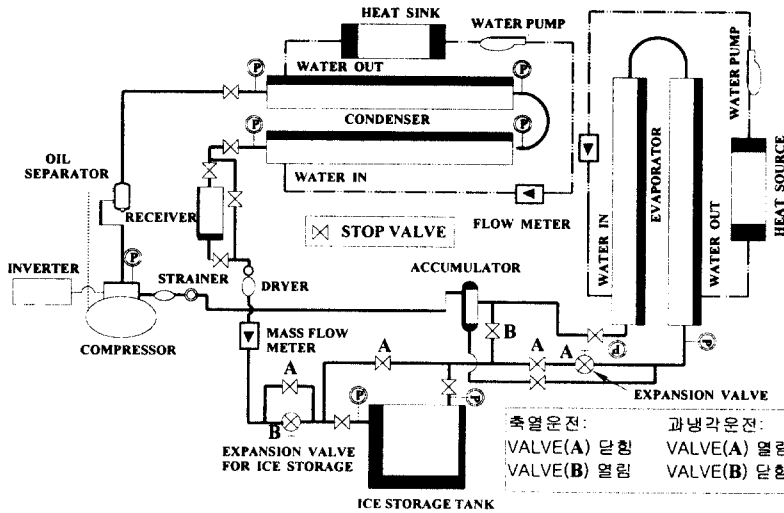 HEAT SINK
WATER PUMP
WATER OUT
P
P
CONDENSER
P
P
WATER IN
FLOW METER
WATER PUMP
EVAPORATOR
WATER IN
WATER OUT
HEAT SOURCE
OIL
SEPARATOR
RECEIVER
STOP VALVE
P
INVERTER
STRAINER
DRYER
ACCUMULATOR
COMPRESSOR
MASS FLOW
METER
B
A
A
A
A
P
P
P
P
B
EXPANSION VALVE
EXPANSION VALVE
FOR ICE STORAGE
ICE STORAGE TANK
축열운전:
VALVE(A) 닫힘
VALVE(B) 열림
과냉각운전:
VALVE(A) 열림
VALVE(B) 닫힘